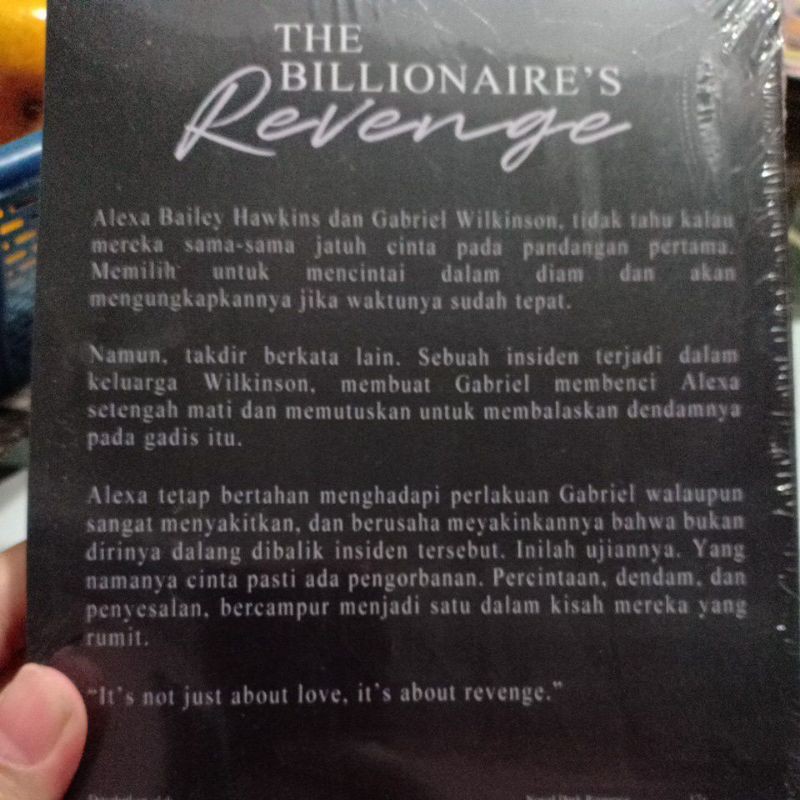 THE
BILLIONAIRE'S
Revenge
Alexa Bailey Hawkins dan Gabriel Wilkinson, tidak tahu kalau
mereka sama-sama jatuh cinta pada pandangan pertama.
Memilih untuk mencintai dalam diam dan akan
mengungkapkannya jika waktunya sudah tepat.
Namun, takdir berkata lain. Sebuah insiden terjadi dalam
keluarga Wilkinson, membuat Gabriel membenci Alexa
setengah mati dan memutuskan untuk membalaskan dendamnya
pada gadis itu.
Alexa tetap bertahan menghadapi perlakuan Gabriel walaupun
sangat menyakitkan, dan berusaha meyakinkannya bahwa bukan
dirinya dalang dibalik insiden tersebut. Inilah ujiannya. Yang
namanya cinta pasti ada pengorbanan. Percintaan, dendam, dan
penyesalan, bercampur menjadi satu dalam kisah mereka yang
rumit.
"It's not just about love, it's about revenge."